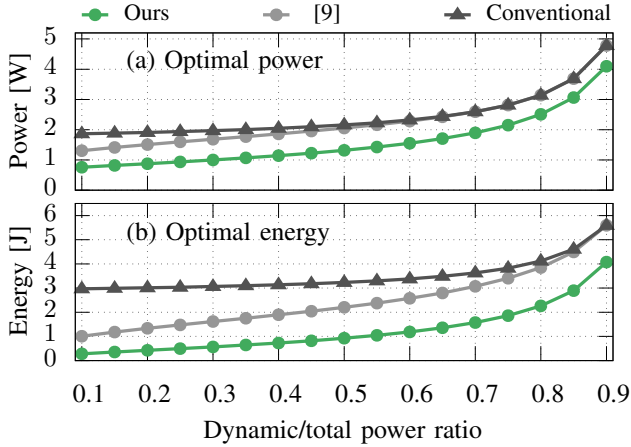 Ours [9] Conventional
5
4
3
2
1
0
Power [W]
(a) Optimal power
6
5
4
3
2
1
0
Energy [J]
(b) Optimal energy
0.1 0.2 0.3 0.4 0.5 0.6 0.7 0.8 0.9
Dynamic/total power ratio